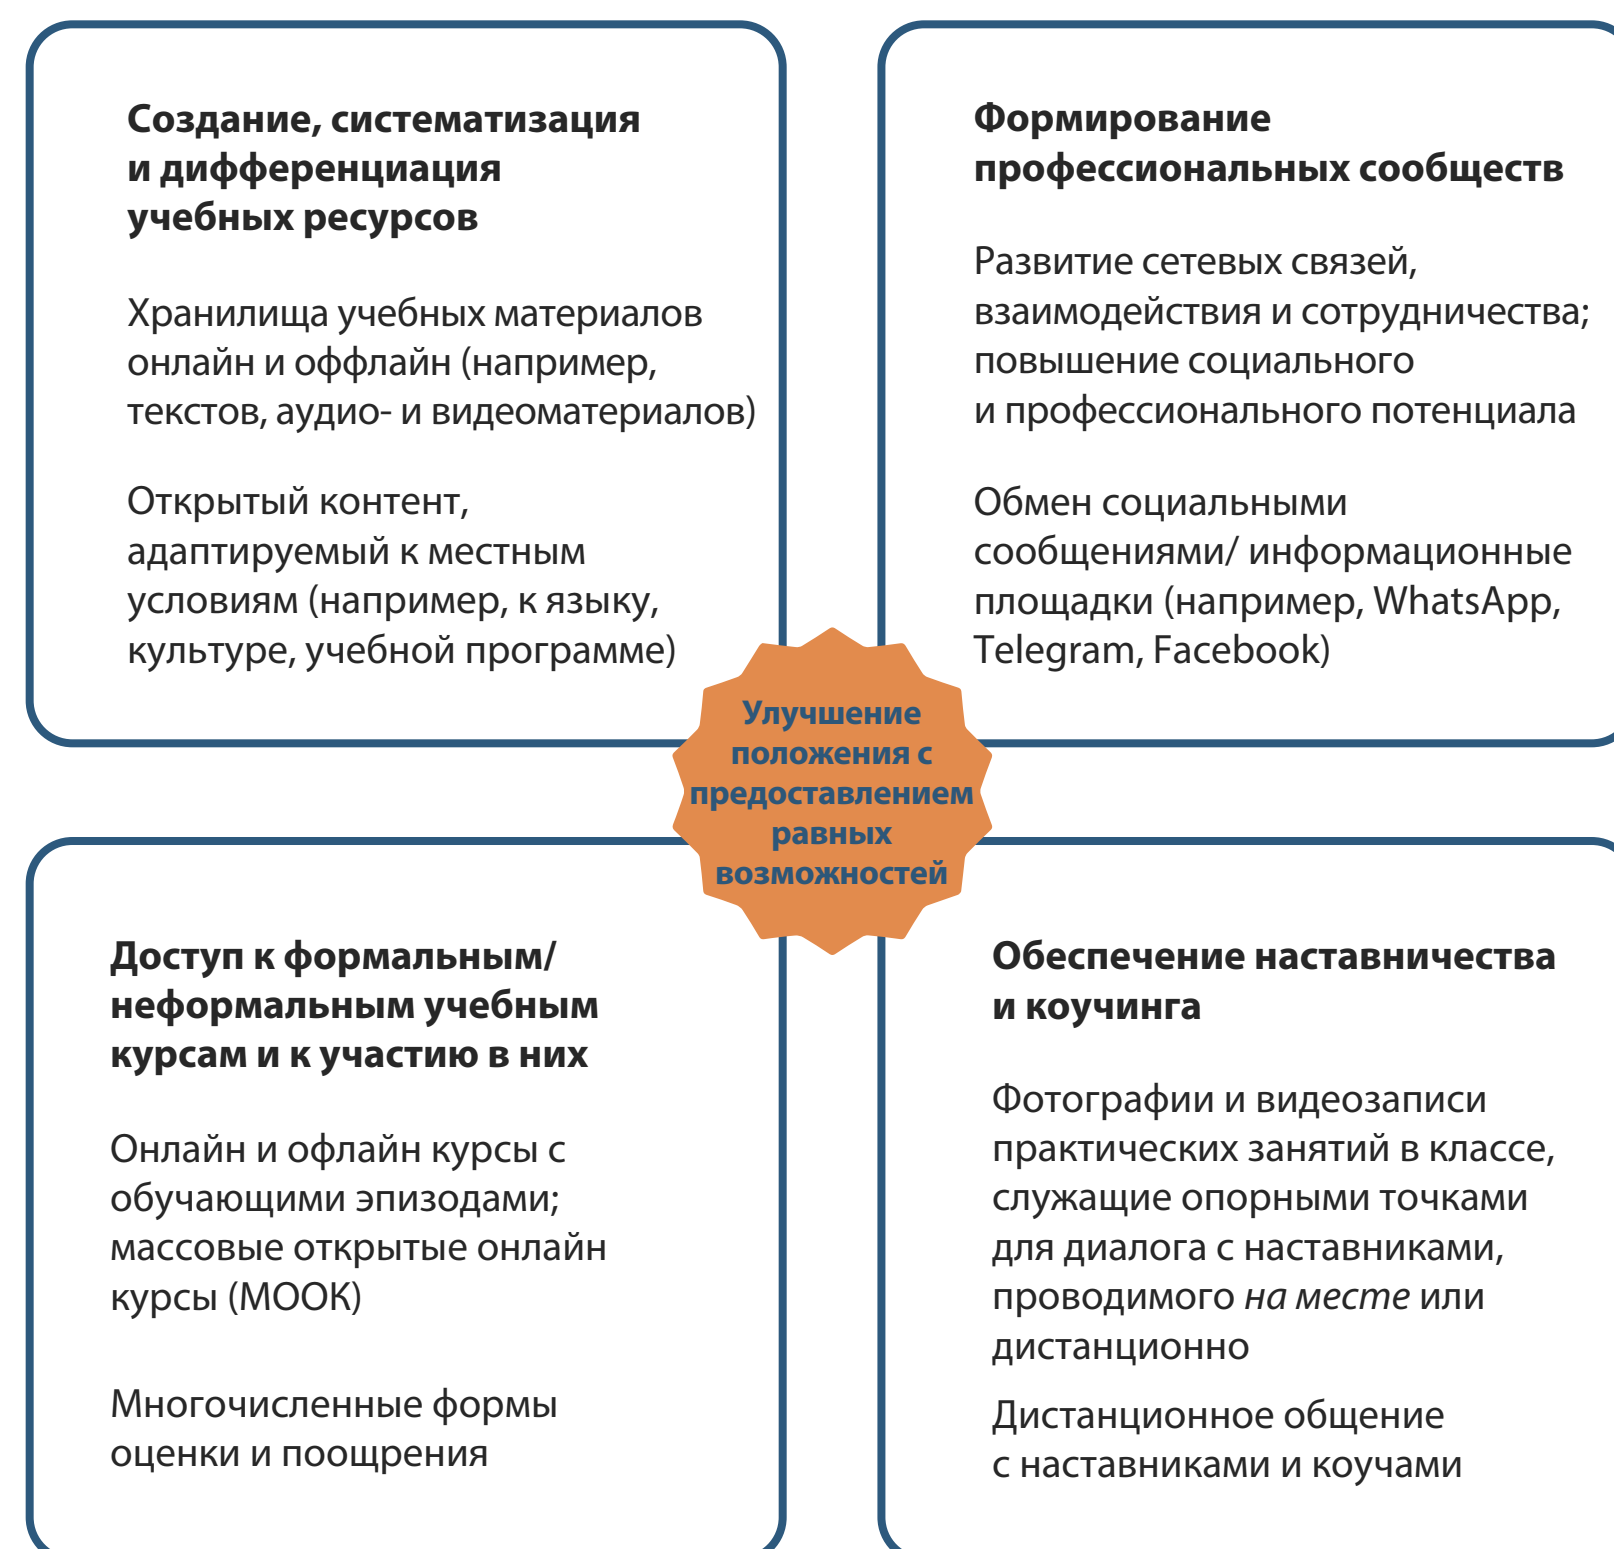 Создание, систематизация
и дифференциация
учебных ресурсов
Хранилища учебных материалов
онлайн и оффлайн (например,
текстов, аудио- и видеоматериалов)
Открытый контент,
адаптируемый к местным
условиям (например, к языку,
культуре, учебной программе)
Формирование
профессиональных сообществ
Развитие сетевых связей,
взаимодействия и сотрудничества;
повышение социального
и профессионального потенциала
Обмен социальными
сообщениями/ информационные
площадки (например, WhatsApp,
Telegram, Facebook)
Улучшение
положения с
предоставлением
равных
возможностей
Доступ к формальным/
неформальным учебным
курсам и к участию в них
Онлайн и офлайн курсы с
обучающими эпизодами;
массовые открытые онлайн
курсы (МООК)
Многочисленные формы
оценки и поощрения
Обеспечение наставничества
и коучинга
Фотографии и видеозаписи
практических занятий в классе,
служащие опорными точками
для диалога с наставниками,
проводимого на месте или
дистанционно
Дистанционное общение
с наставниками и коучами